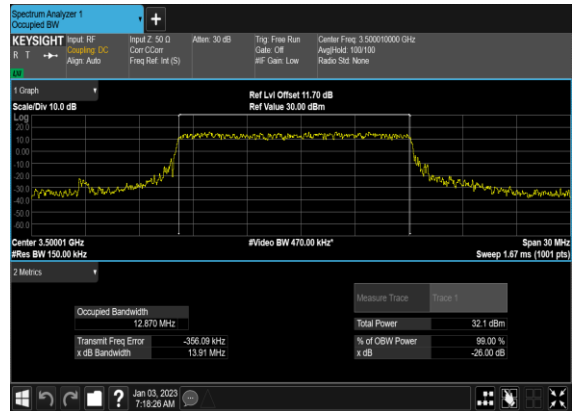 Spectrum Analyzer 1
Occupied BW
KEYSIGHT Input: RF Input Z: 50 Ω Atten: 30 dB Trig: Free Run Center Freq: 3.500010000 GHz
R T Coupling: DC Corr CCorr Gate: Off Avg|Hold: 100/100
Align: Auto Freq Ref: Int (S) #IF Gain: Low Radio Std: None
1 Graph
Ref Lvl Offset 11.70 dB
Scale/Div 10.0 dB Ref Value 30.00 dBm
Log
20.0
10.0
0.00
-10.0
-20.0
-30.0
-40.0
-50.0
-60.0
Center 3.50001 GHz #Video BW 470.00 kHz* Span 30 MHz
#Res BW 150.00 kHz Sweep 1.67 ms (1001 pts)
2 Metrics
Measure Trace Trace 1
Occupied Bandwidth
12.870 MHz Total Power 32.1 dBm
Transmit Freq Error -356.09 kHz % of OBW Power 99.00 %
x dB Bandwidth 13.91 MHz x dB -26.00 dB
Jan 03, 2023
7:18:26 AM